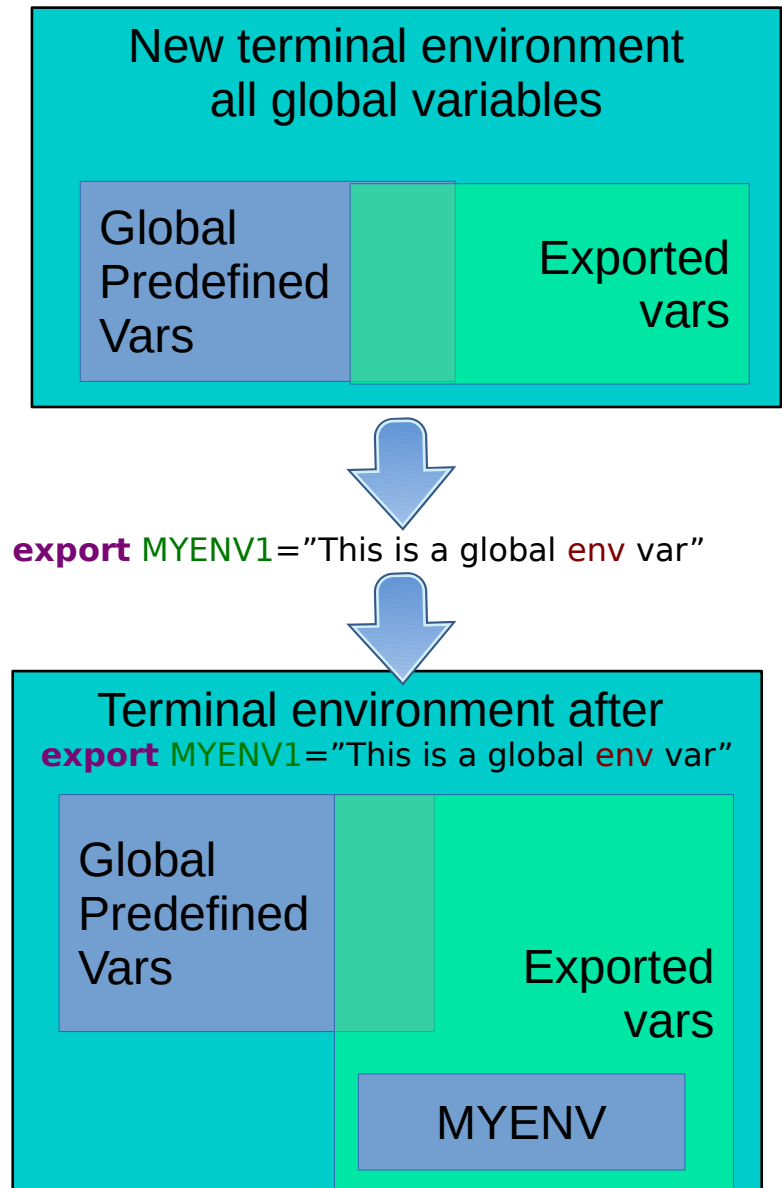 New terminal environment
all global variables
Global
Predefined
Vars
Exported
vars
export MYENV1=”This is a global env var”
Terminal environment after
export MYENV1=”This is a global env var”
Global
Predefined
Vars
Exported
vars
MYENV